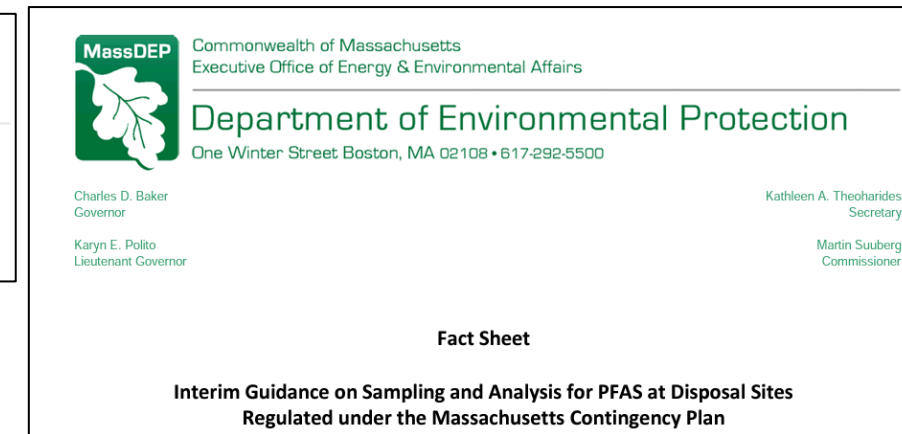 MassDEP
Commonwealth of Massachusetts
Executive Office of Energy & Environmental Affairs
Department of Environmental Protection
One Winter Street Boston, MA 02108 • 617-292-5500
Charles D. Baker
Governor
Kathleen A. Theoharides
Secretary
Karyn E. Polito
Lieutenant Governor
Martin Suuberg
Commissioner
Fact Sheet
Interim Guidance on Sampling and Analysis for PFAS at Disposal Sites
Regulated under the Massachusetts Contingency Plan